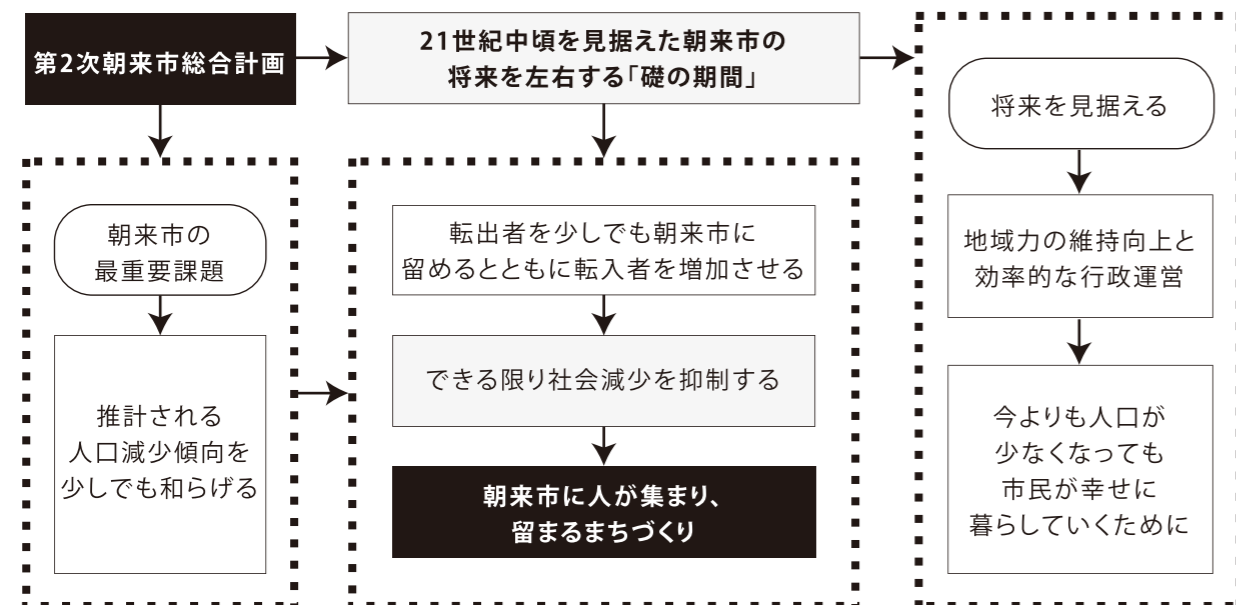 第2次朝来市総合計画
21世紀中頃を見据えた朝来市の
将来を左右する「礎の期間」
朝来市の
最重要課題
推計される
人口減少傾向を
少しでも和らげる
転出者を少しでも朝来市に
留めるとともに転入者を増加させる
できる限り社会減少を抑制する
朝来市に人が集まり、
留まるまちづくり
将来を見据える
地域力の維持向上と
効率的な行政運営
今よりも人口が
少なくなっても
市民が幸せに
暮らしていくために